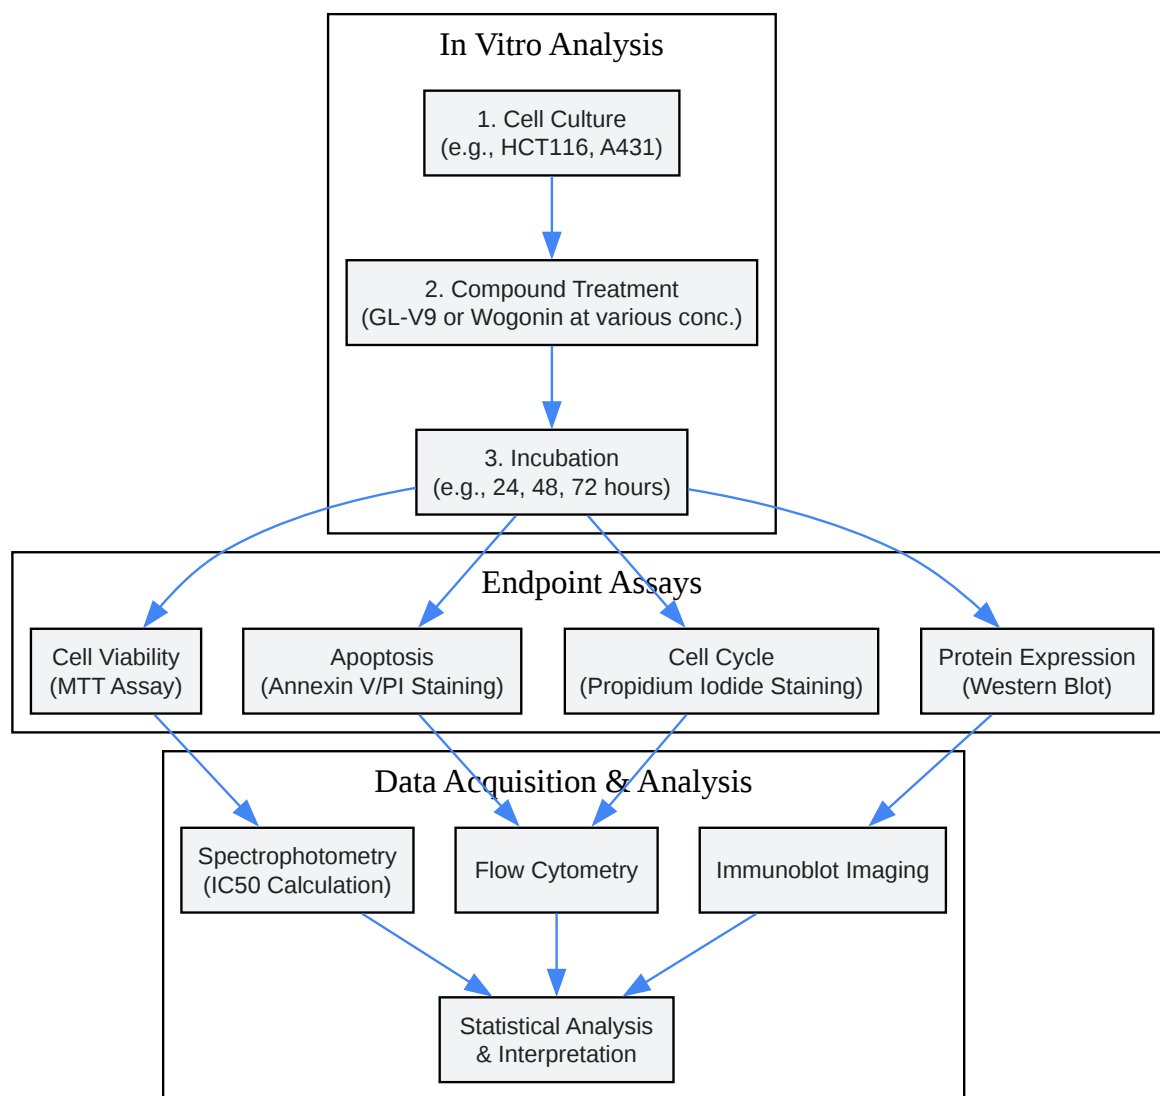 In Vitro Analysis
1. Cell Culture
(e.g., HCT116, A431)
2. Compound Treatment
(GL-V9 or Wogonin at various conc.)
3. Incubation
(e.g., 24, 48, 72 hours)
Endpoint Assays
Cell Viability
(MTT Assay)
Apoptosis
(Annexin V/PI Staining)
Cell Cycle
(Propidium Iodide Staining)
Protein Expression
(Western Blot)
Data Acquisition & Analysis
Spectrophotometry
(IC50 Calculation)
Flow Cytometry
Immunoblot Imaging
Statistical Analysis
& Interpretation